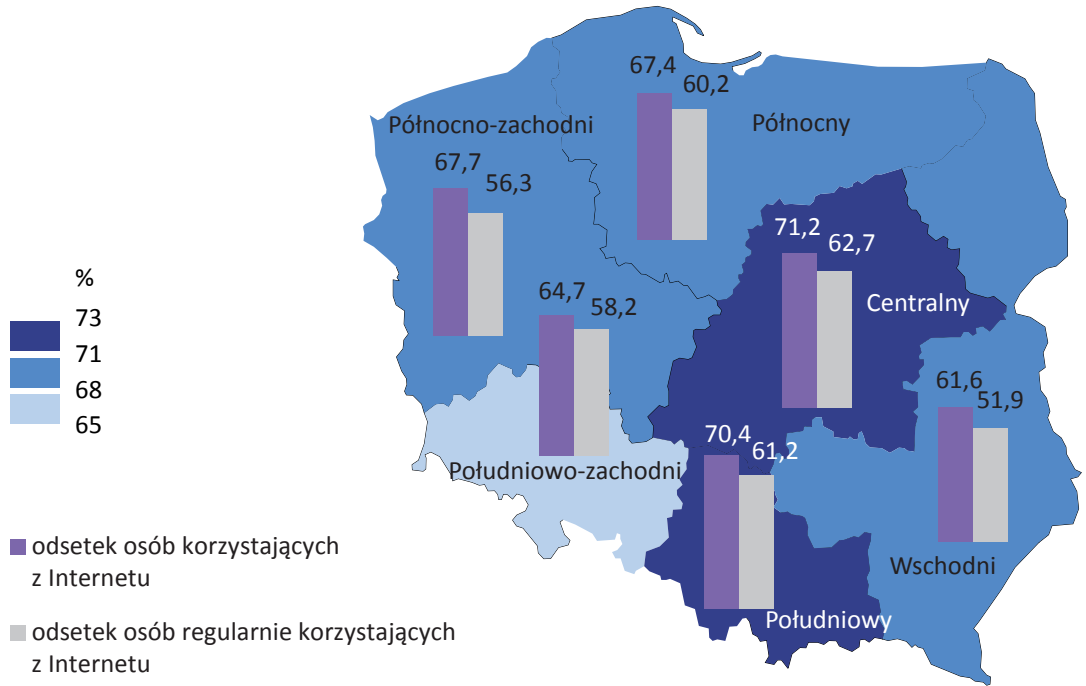 67,4
60,2
Północno-zachodni
Północny
67,7
56,3
71,2
62,7
%
64,7
58,2
Centralny
73
71
68
65
61,6
51,9
70,4
61,2
Południowo-zachodni
odsetek osób korzystających
z Internetu
Wschodni
Południowy
odsetek osób regularnie korzystających
z Internetu